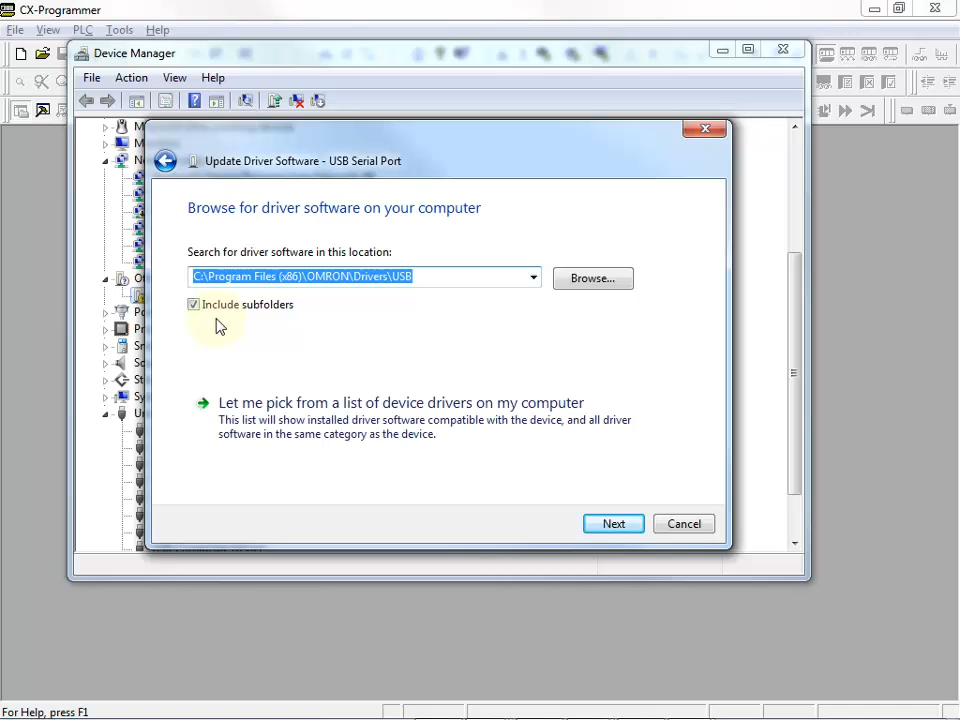 CX-Programmer
File View PLC Tools Help
Device Manager
File Action View Help
Update Driver Software - USB Serial Port
Browse for driver software on your computer
Search for driver software in this location:
C:\Program Files (x86)\OMRON\Drivers\USB
Browse...
Include subfolders
Let me pick from a list of device drivers on my computer
This list will show installed driver software compatible with the device, and all driver
software in the same category as the device.
Next Cancel
For Help, press F1